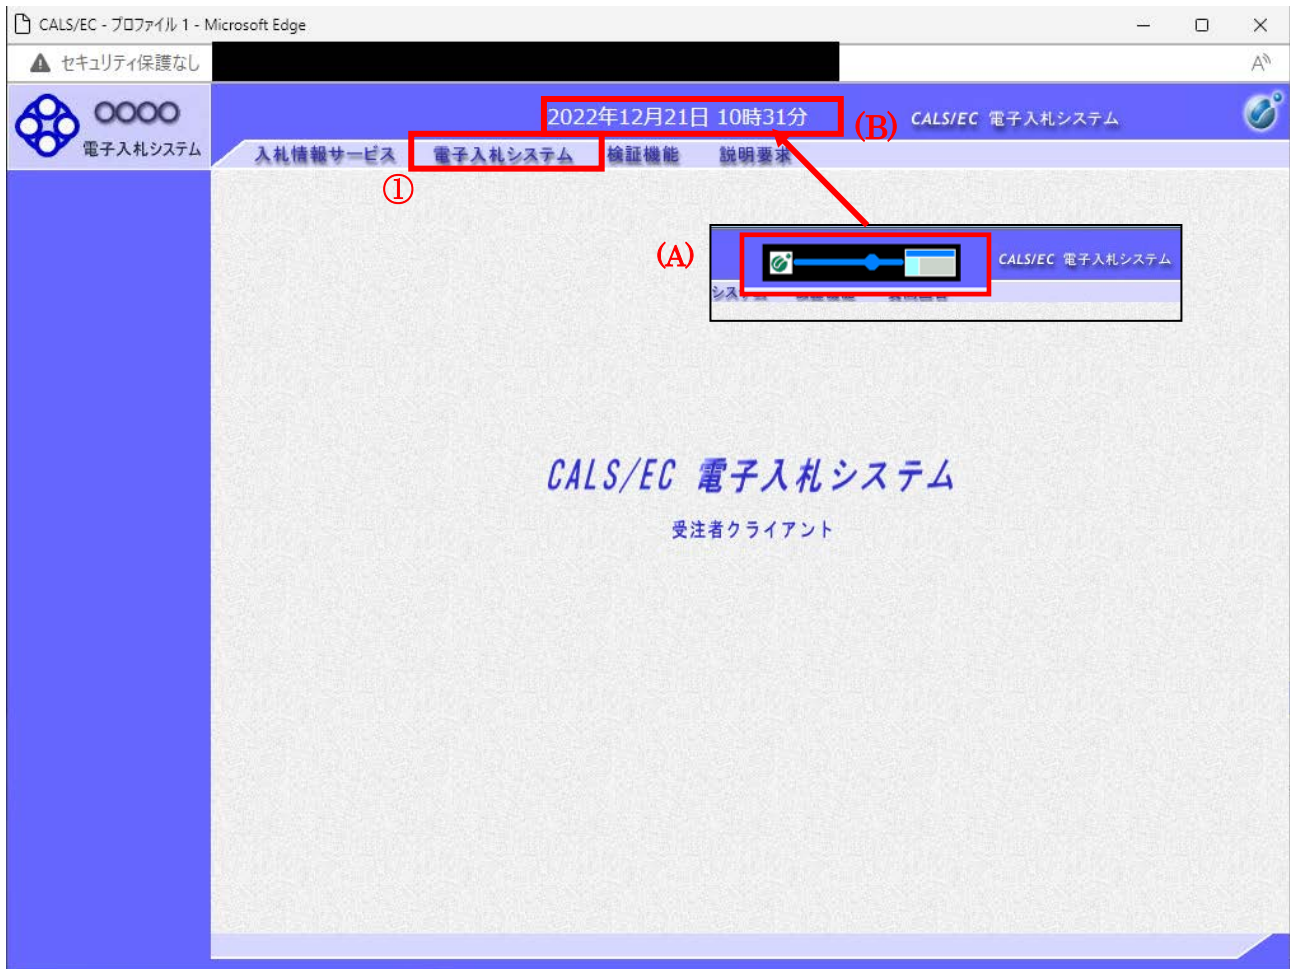 CALS/EC - プロファイル 1 - Microsoft Edge
セキュリティ保護なし
〇〇〇〇
電子入札システム
2022年12月21日 10時31分
(B)
CALS/EC 電子入札システム
入札情報サービス 電子入札システム 検証機能 説明要求
①
(A)
CALS/EC 電子入札システム
CALS/EC 電子入札システム
受注者クライアント